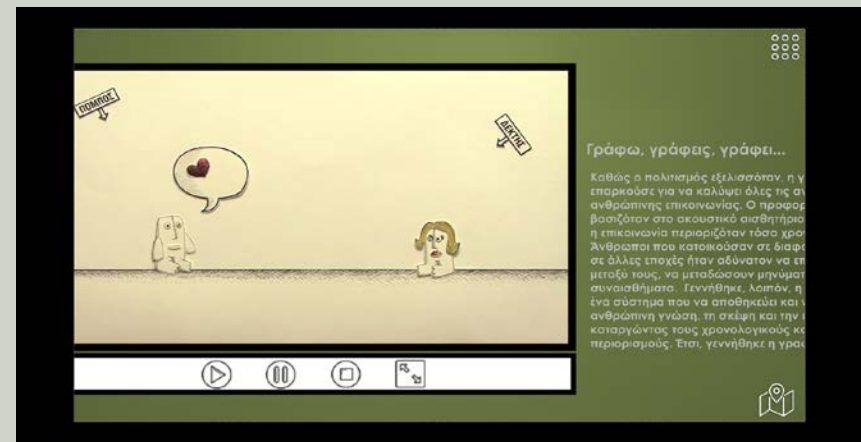 ΠΟΜΠΟΣ
ΔΕΚΤΗΣ
Γράφω, γράφεις, γράφει...
Καθώς ο πολιτισμός εξελισσόταν, η
επαρκούσε για να καλύψει όλες τις
ανθρώπινης επικοινωνίας. Ο προφορ
βασιζόταν στο ακουστικό αισθητήριο
η επικοινωνία περιοριζόταν τόσο χρο
Άνθρωποι που κατοικούσαν σε διαφ
σε άλλες εποχές ήταν αδύνατον να επ
μεταξύ τους, να μεταδώσουν μηνύματ
συναισθήματα. Γεννήθηκε, λοιπόν, η
ένα σύστημα που να αποθηκεύει και
ανθρώπινη γνώση, τη σκέψη και την
καταργώντας τους χρονολογικούς κα
περιορισμούς. Έτσι, γεννήθηκε η γρα